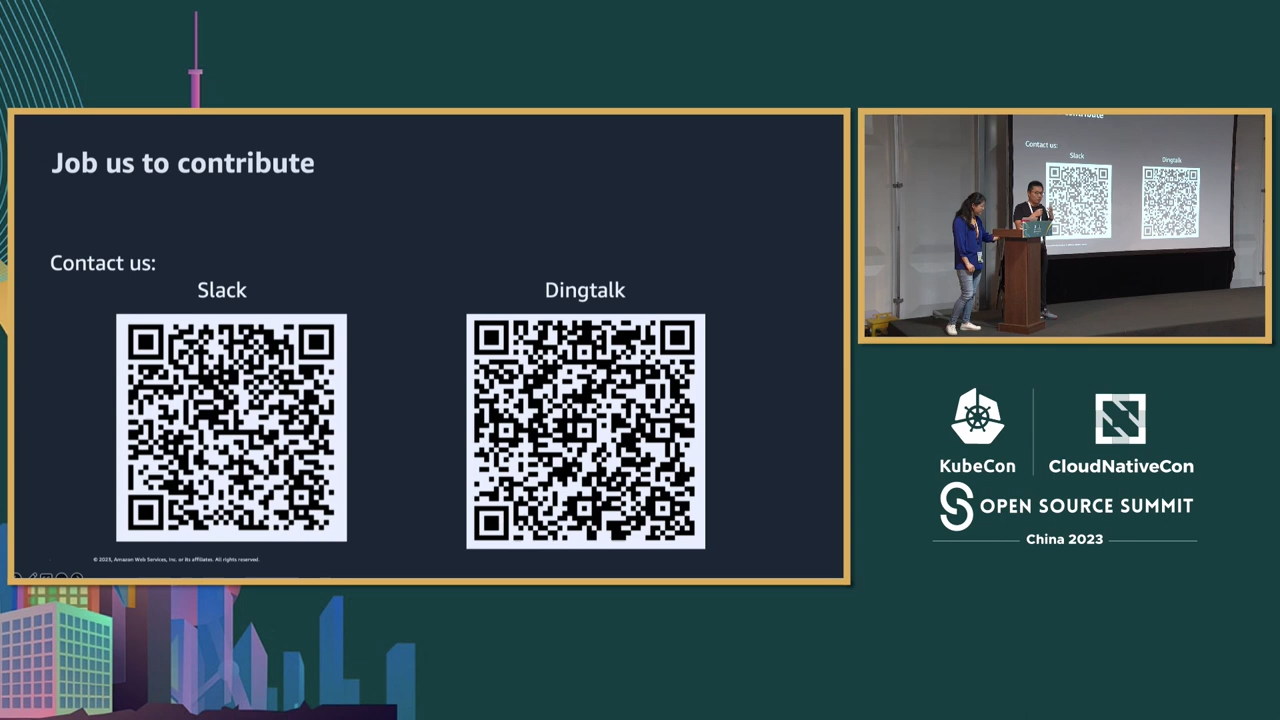 Job us to contribute
Contact us:
Slack
Dingtalk
© 2023, Amazon Web Services, Inc. or its affiliates. All rights reserved.
contribute
Contact us:
Slack
Dingtalk
KubeCon
CloudNativeCon
OPEN SOURCE SUMMIT
China 2023